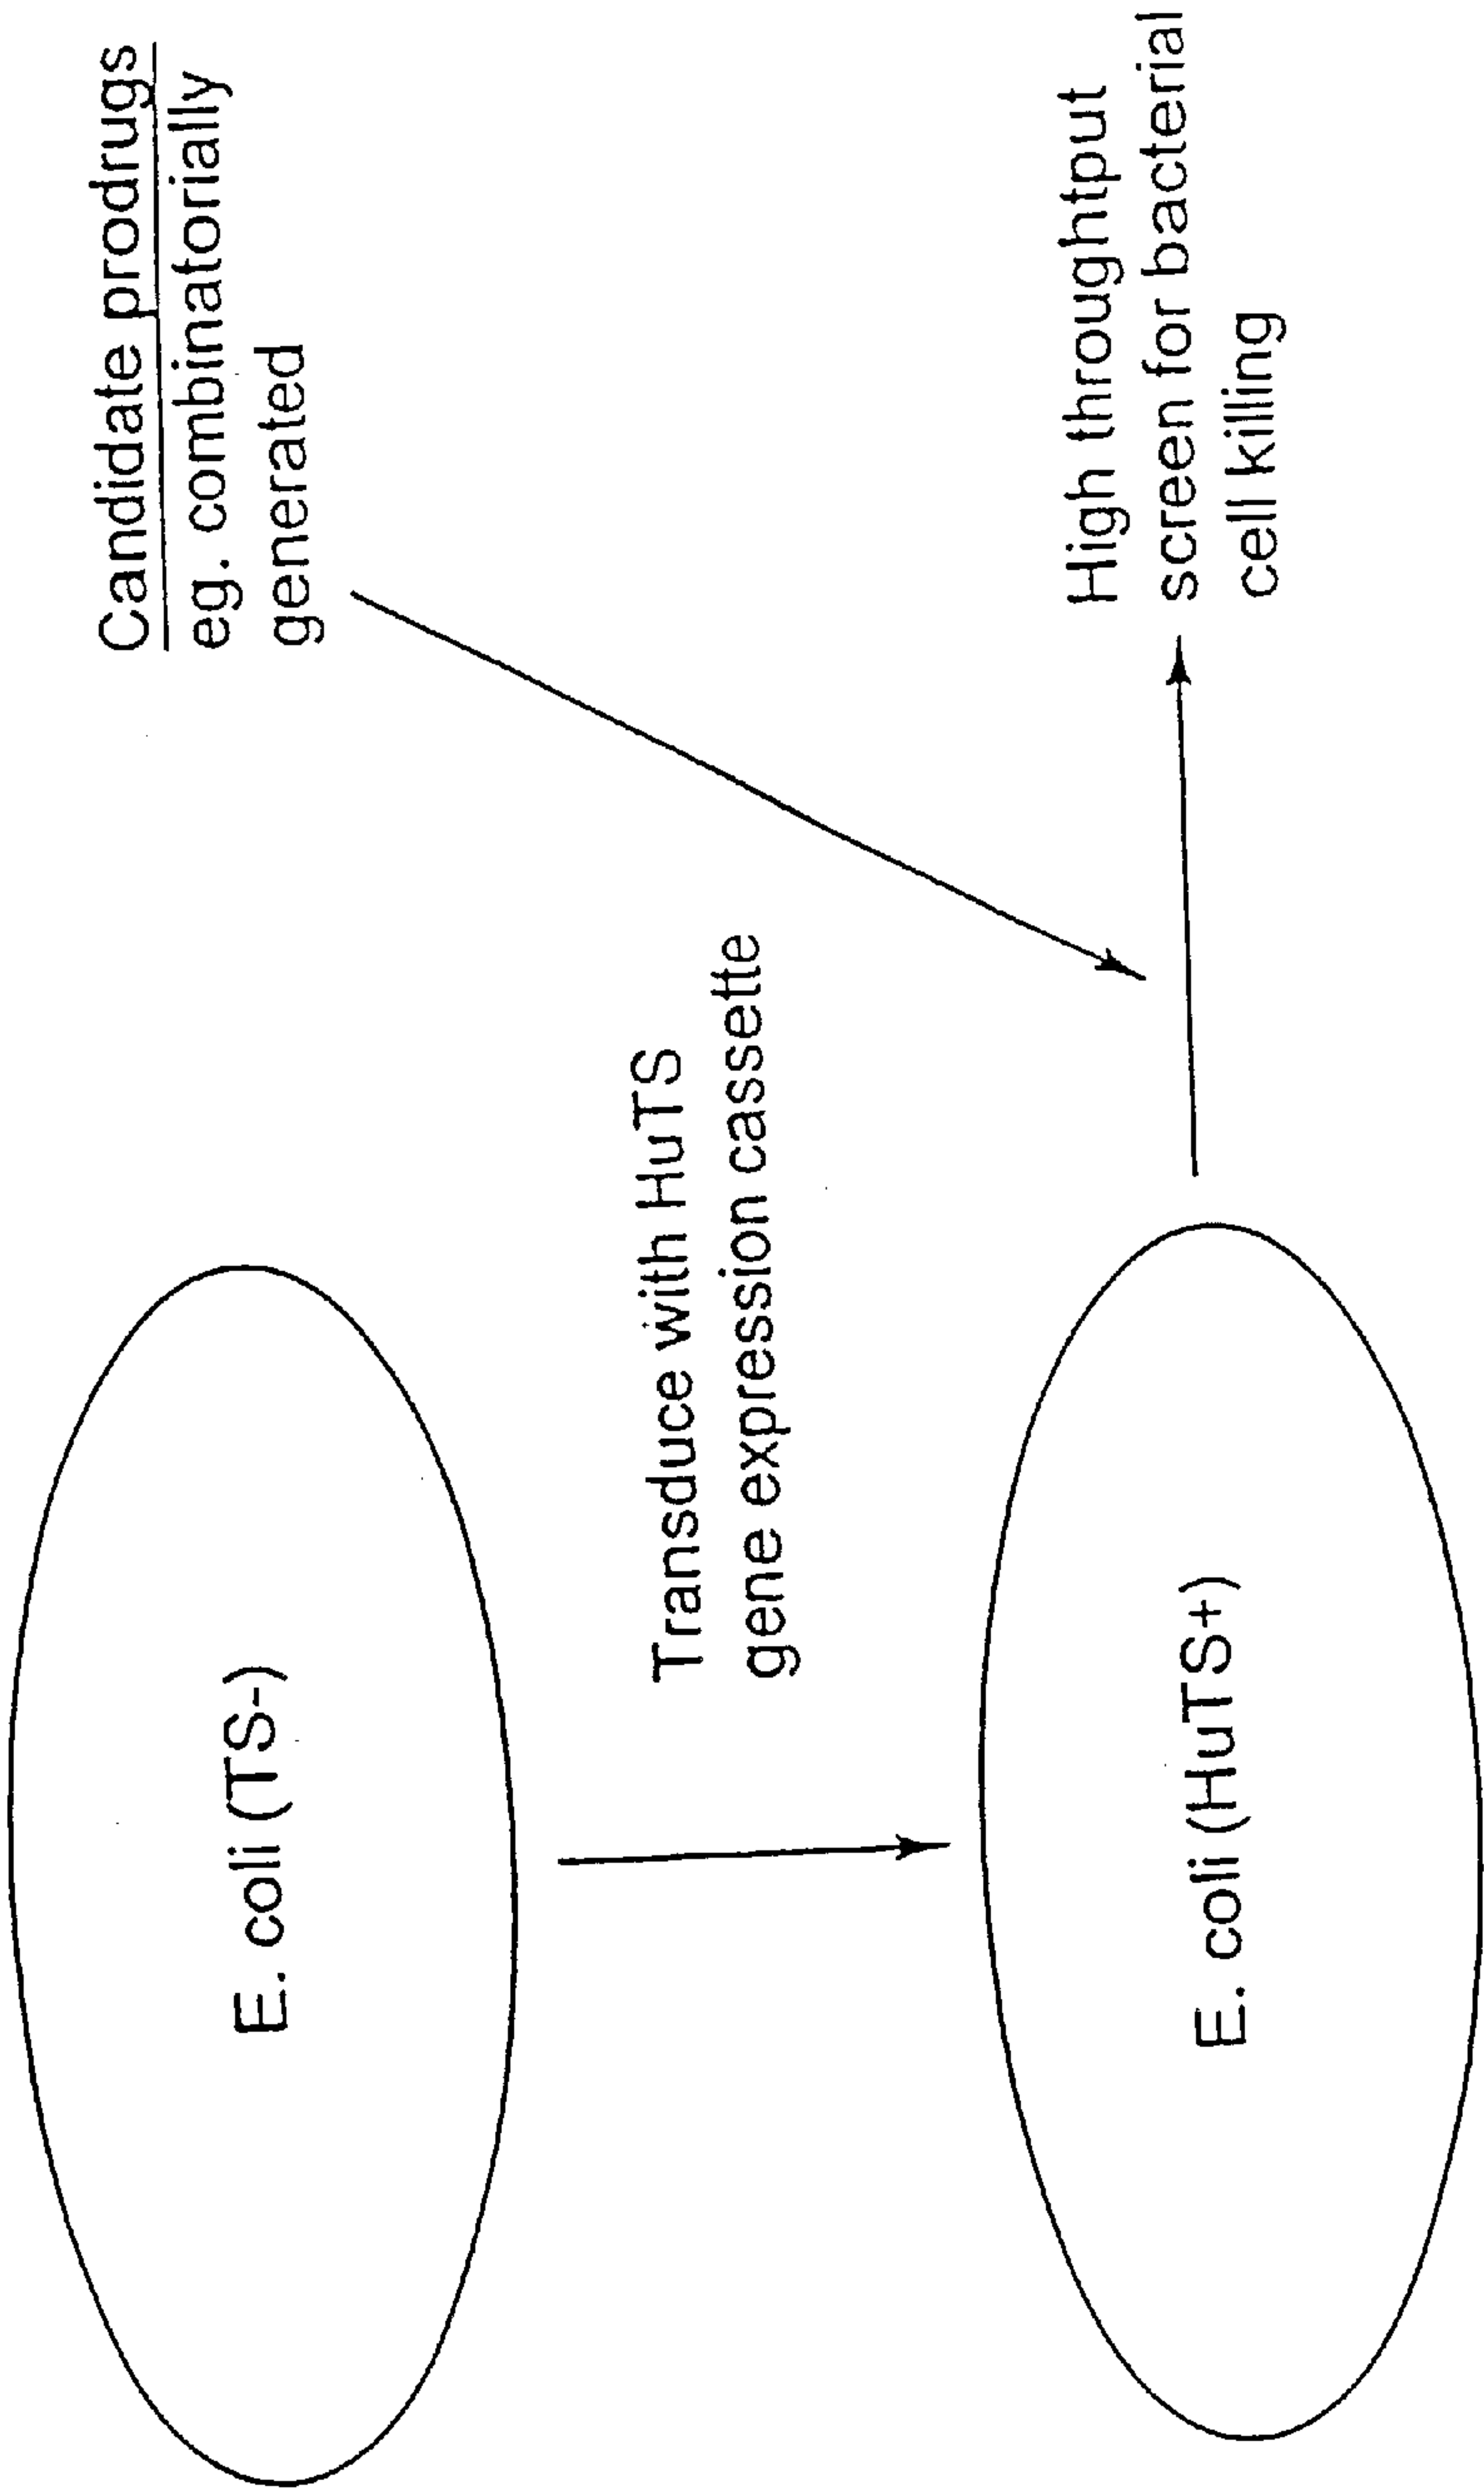 E. coli (TS-)
Transduce with HuTS
gene expression cassette
E. coli (HuTS+)
Candidate prodrugs
eg. combinatorially
generated
High throughtput
screen for bacterial
cell killing